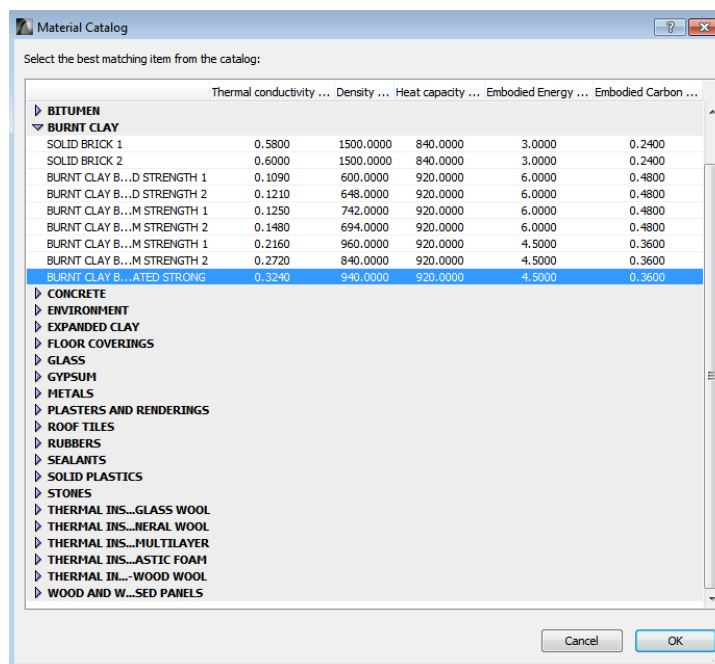 Material Catalog
Select the best matching item from the catalog:
Thermal conductivity ... Density ... Heat capacity ... Embodied Energy ... Embodied Carbon ...
BITUMEN
BURNT CLAY
SOLID BRICK 1 0.5800 1500.0000 840.0000 3.0000 0.2400
SOLID BRICK 2 0.6000 1500.0000 840.0000 3.0000 0.2400
BURNT CLAY B...D STRENGTH 1 0.1090 600.0000 920.0000 6.0000 0.4800
BURNT CLAY B...D STRENGTH 2 0.1210 648.0000 920.0000 6.0000 0.4800
BURNT CLAY B...M STRENGTH 1 0.1250 742.0000 920.0000 6.0000 0.4800
BURNT CLAY B...M STRENGTH 2 0.1480 694.0000 920.0000 6.0000 0.4800
BURNT CLAY B...M STRENGTH 1 0.2160 960.0000 920.0000 4.5000 0.3600
BURNT CLAY B...M STRENGTH 2 0.2720 840.0000 920.0000 4.5000 0.3600
BURNT CLAY B...ATED STRONG 0.3240 940.0000 920.0000 4.5000 0.3600
CONCRETE
ENVIRONMENT
EXPANDED CLAY
FLOOR COVERINGS
GLASS
GYPSUM
METALS
PLASTERS AND RENDERINGS
ROOF TILES
RUBBERS
SEALANTS
SOLID PLASTICS
STONES
THERMAL INS...GLASS WOOL
THERMAL INS...NERAL WOOL
THERMAL INS...MULTILAYER
THERMAL INS...ASTIC FOAM
THERMAL IN...-WOOD WOOL
WOOD AND W...SED PANELS
Cancel OK